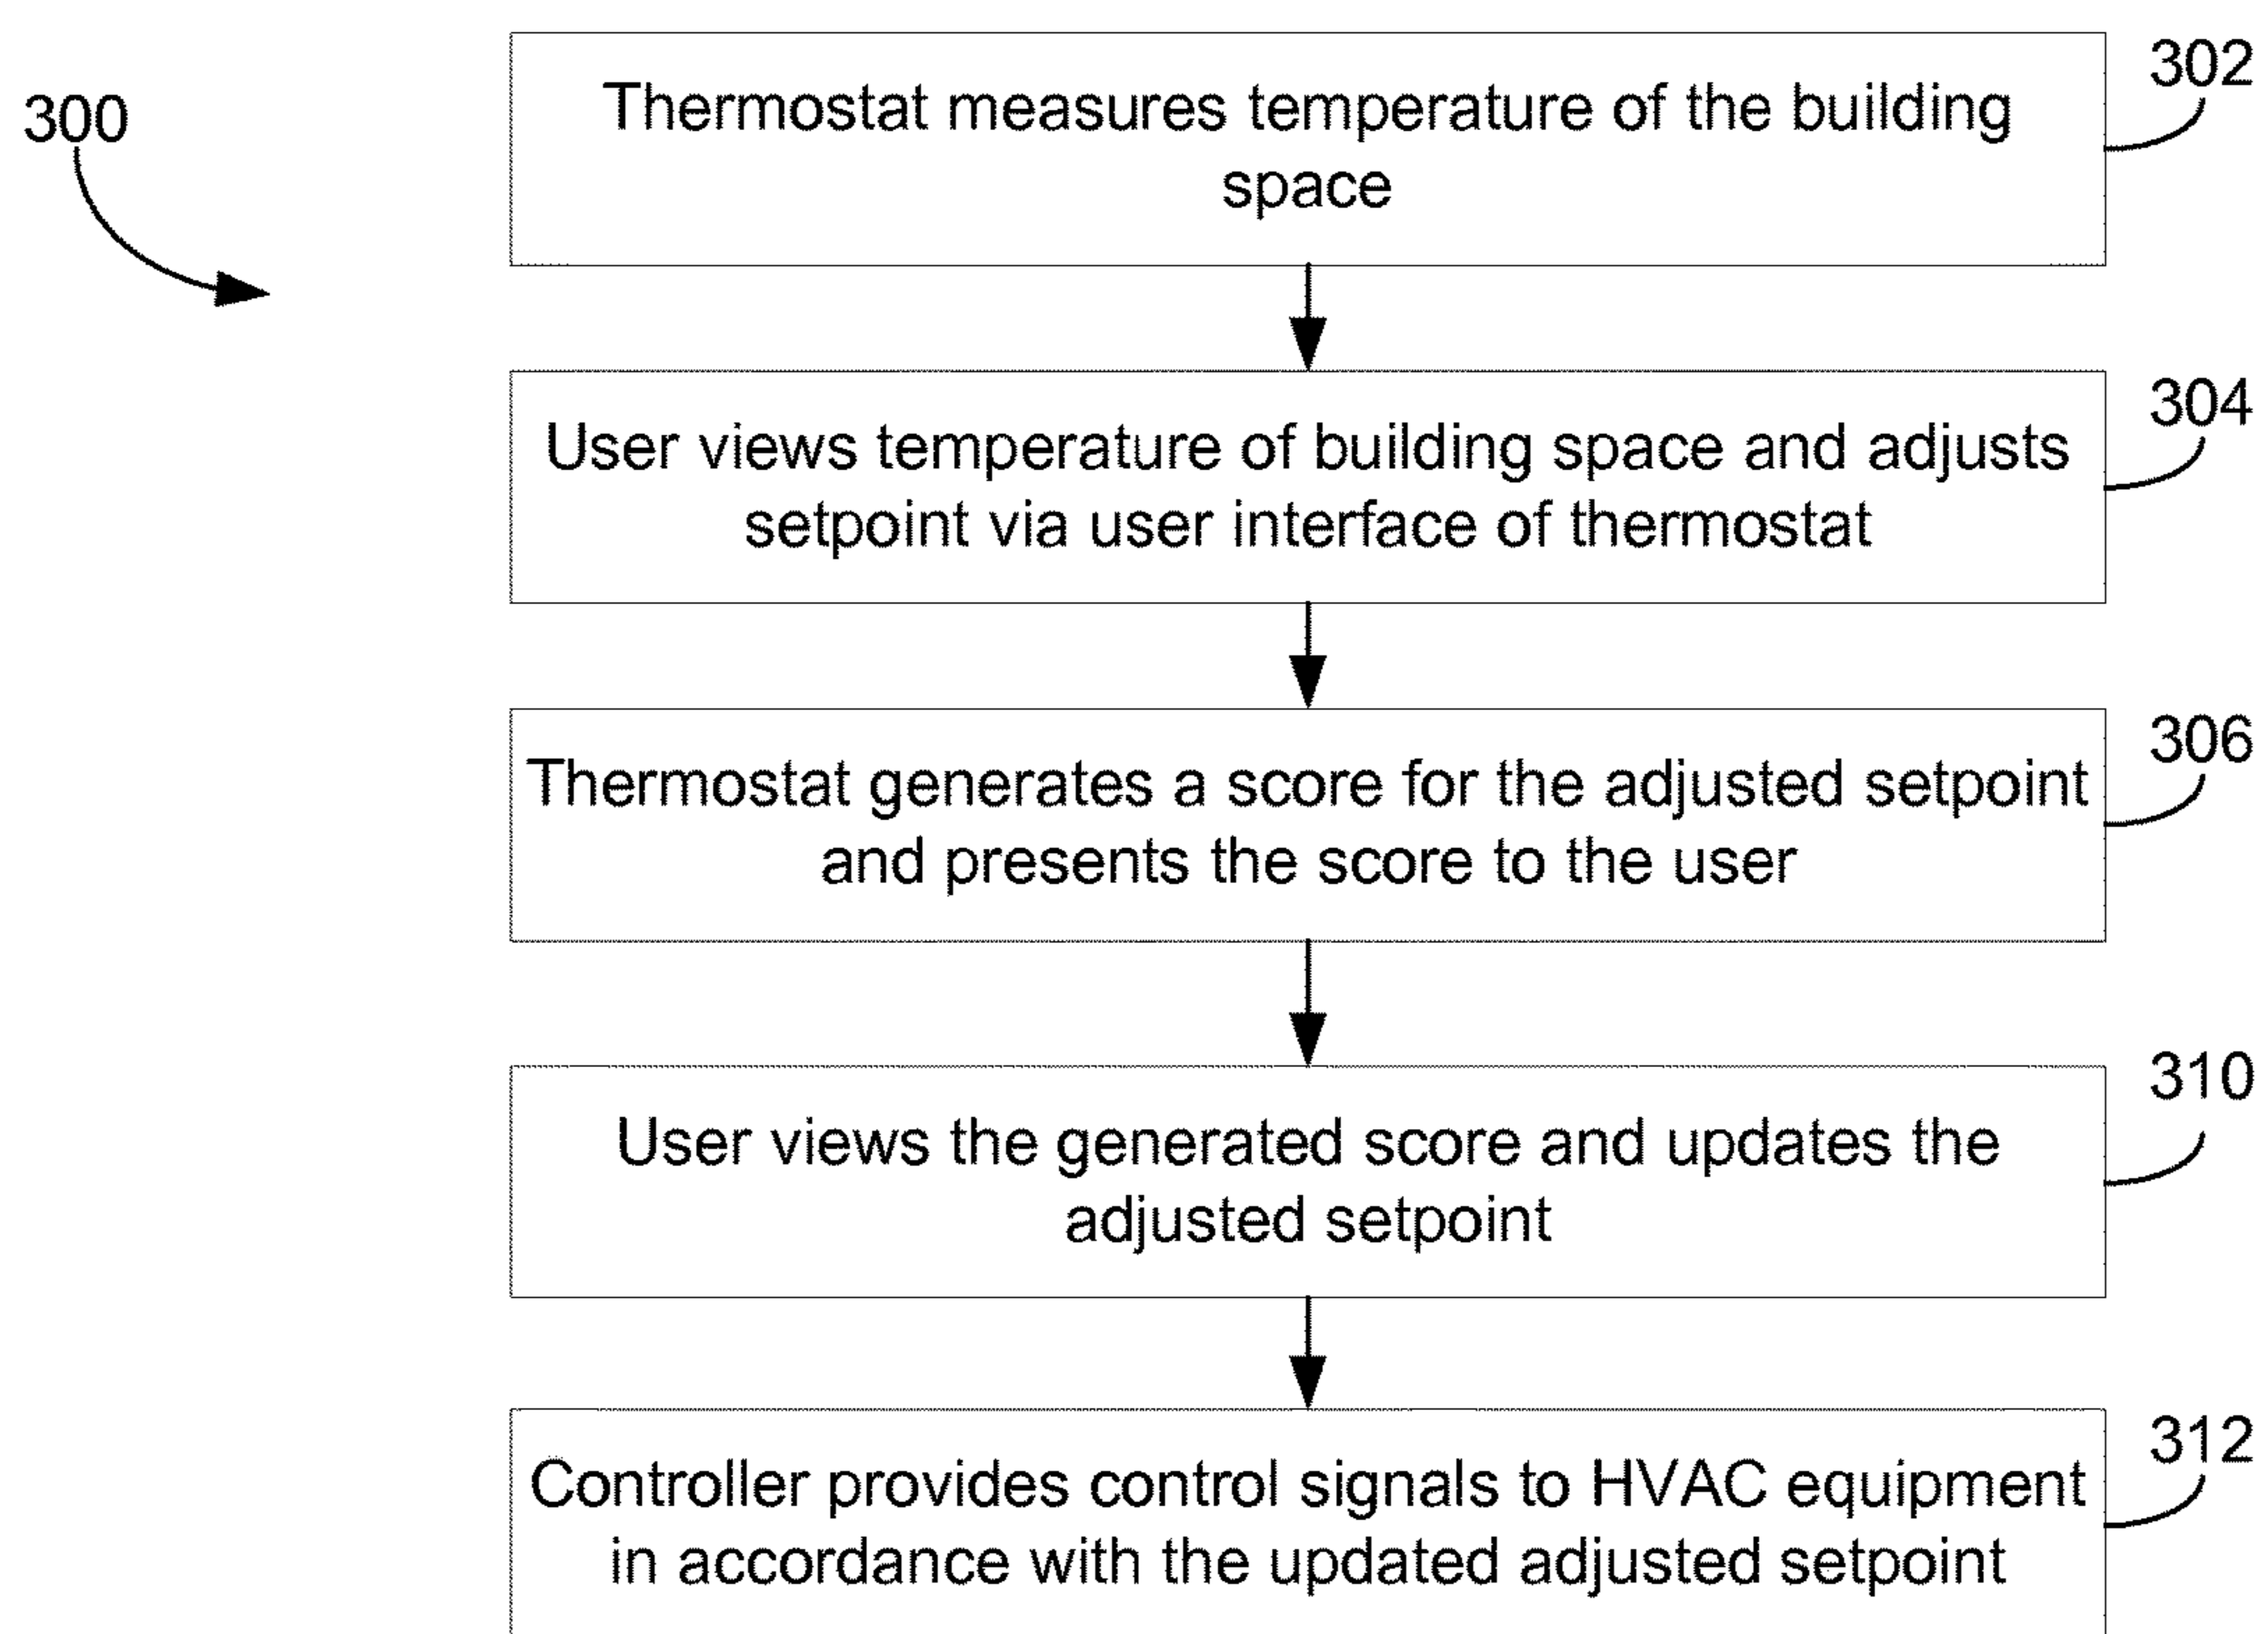 300
302
Thermostat measures temperature of the building
space
304
User views temperature of building space and adjusts
setpoint via user interface of thermostat
306
Thermostat generates a score for the adjusted setpoint
and presents the score to the user
310
User views the generated score and updates the
adjusted setpoint
312
Controller provides control signals to HVAC equipment
in accordance with the updated adjusted setpoint